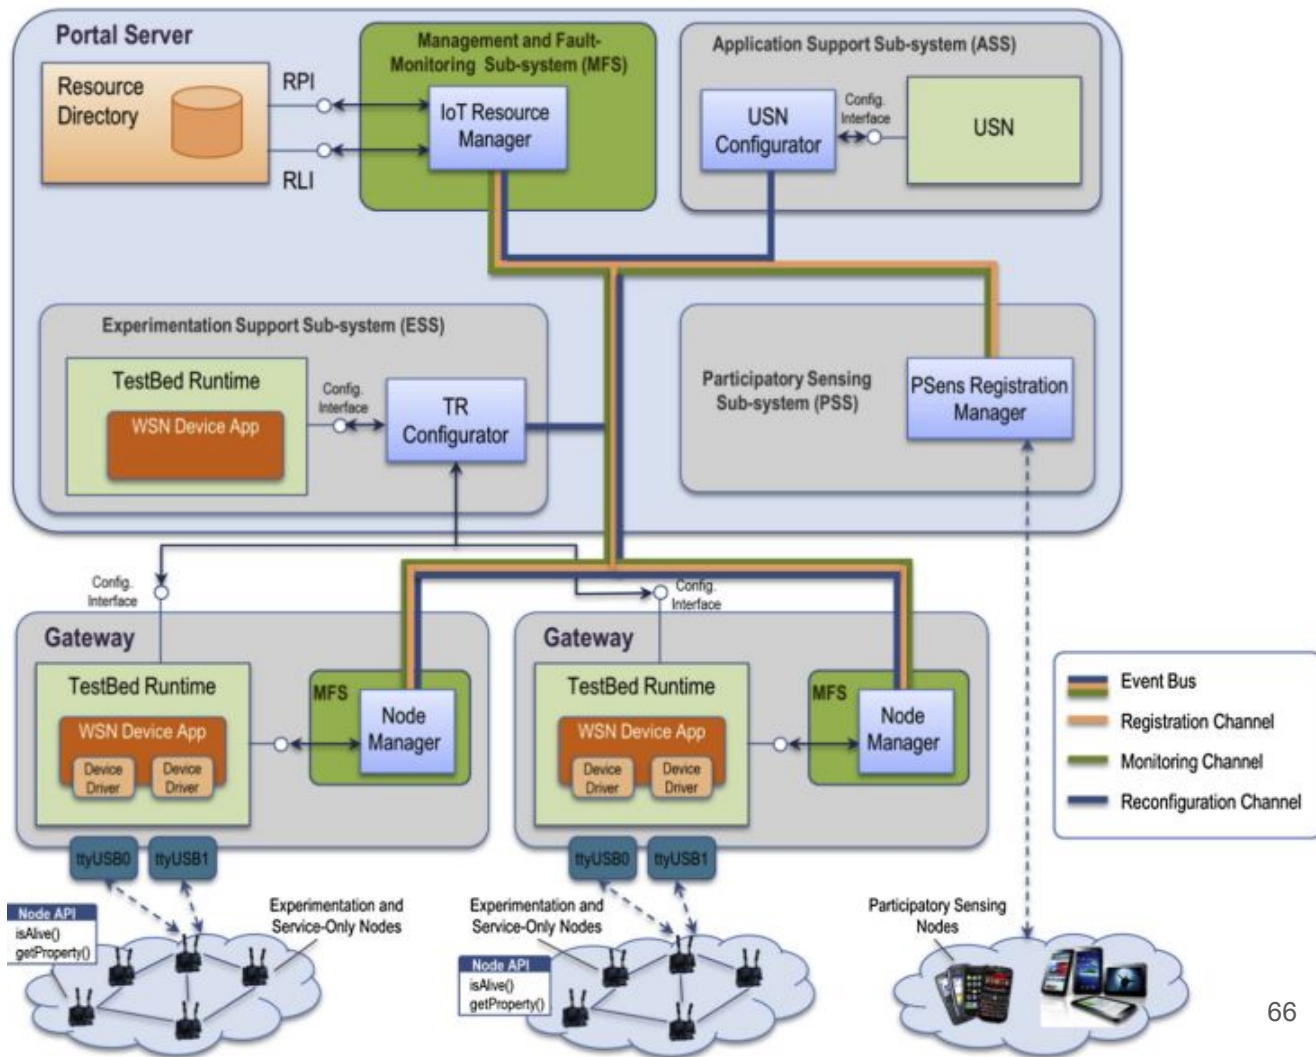 Portal Server
Resource
Directory
RPI
RLI
Management and Fault-
Monitoring Sub-system (MFS)
IoT Resource
Manager
Application Support Sub-system (ASS)
USN
Configurator
Config.
Interface
USN
Experimentation Support Sub-system (ESS)
TestBed Runtime
WSN Device App
Config.
Interface
TR
Configurator
Participatory Sensing
Sub-system (PSS)
PSens Registration
Manager
Config.
Interface
Config.
Interface
Gateway
TestBed Runtime
WSN Device App
Device
Driver
Device
Driver
MFS
Node
Manager
ttyUSB0
ttyUSB1
Gateway
TestBed Runtime
WSN Device App
Device
Driver
Device
Driver
MFS
Node
Manager
ttyUSB0
ttyUSB1
Event Bus
Registration Channel
Monitoring Channel
Reconfiguration Channel
Node API
isAlive()
getProperty()
Experimentation and
Service-Only Nodes
Experimentation and
Service-Only Nodes
Node API
isAlive()
getProperty()
Participatory Sensing
Nodes
66